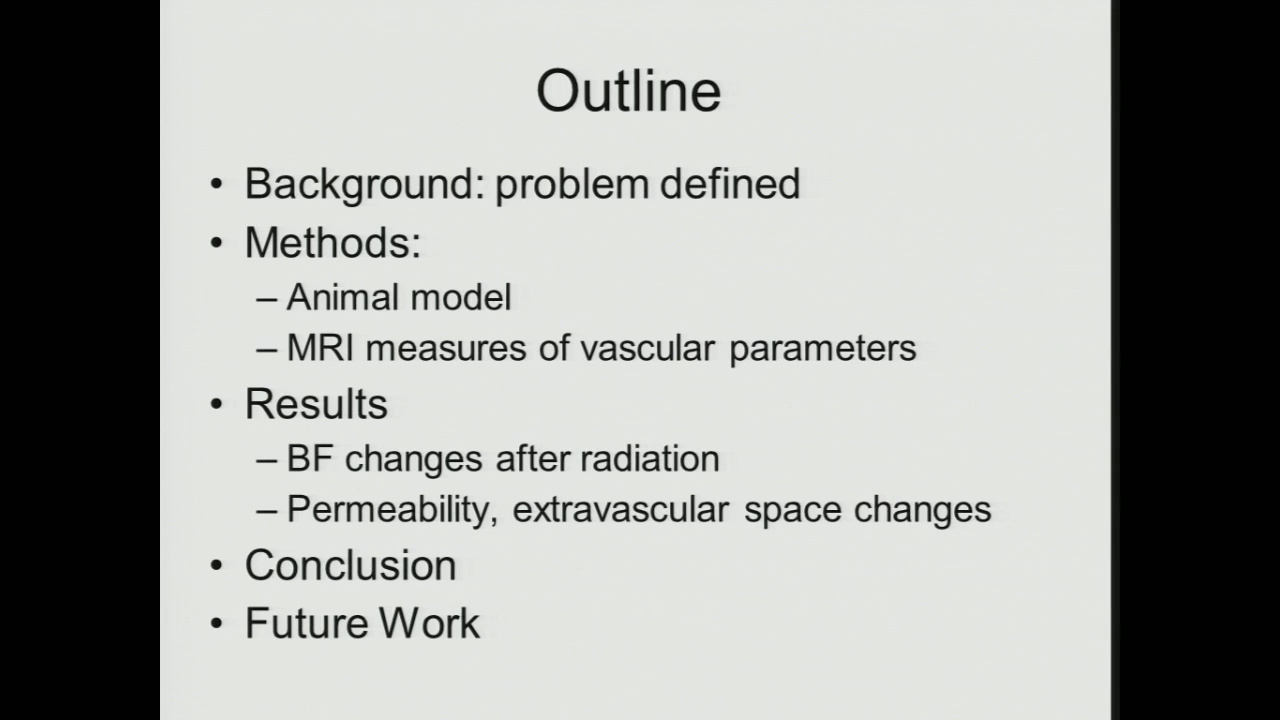 Outline
• Background: problem defined
• Methods:
– Animal model
– MRI measures of vascular parameters
• Results
– BF changes after radiation
– Permeability, extravascular space changes
• Conclusion
• Future Work